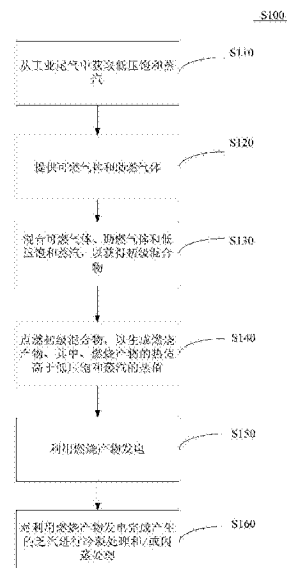 S100
从工业尾气中获取低压饱和蒸
汽
S110
提供可燃气体和助燃气体
S120
混合可燃气体、助燃气体和低
压饱和蒸汽，以获得初级混合
物
S130
点燃初级混合物，以生成燃烧
产物，其中，燃烧产物的热值
高于低压饱和蒸汽的热值
S140
利用燃烧产物发电
S150
对利用燃烧产物发电完成产生
的乏汽进行冷凝处理和/或闪
蒸处理
S160